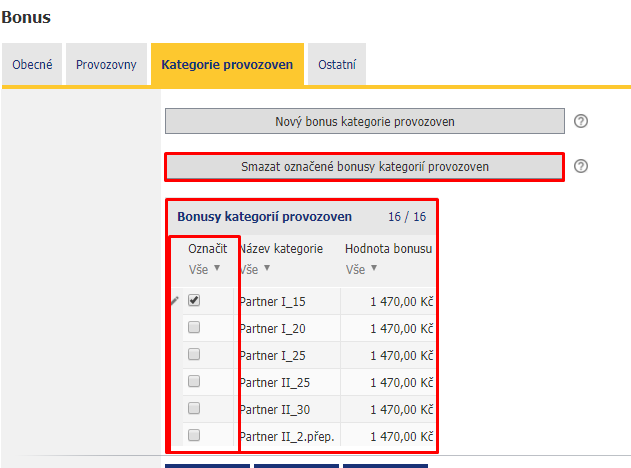 Bonus
Obecné Provozovny Kategorie provozoven Ostatní
Nový bonus kategorie provozoven ?
Smazat označené bonusy kategorií provozoven ?
Bonusy kategorií provozoven 16 / 16
Označit Název kategorie Hodnota bonusu
Vše Vše Vše
Partner I_15 1 470,00 Kč
Partner I_20 1 470,00 Kč
Partner I_25 1 470,00 Kč
Partner II_25 1 470,00 Kč
Partner II_30 1 470,00 Kč
Partner II_2.přep. 1 470,00 Kč